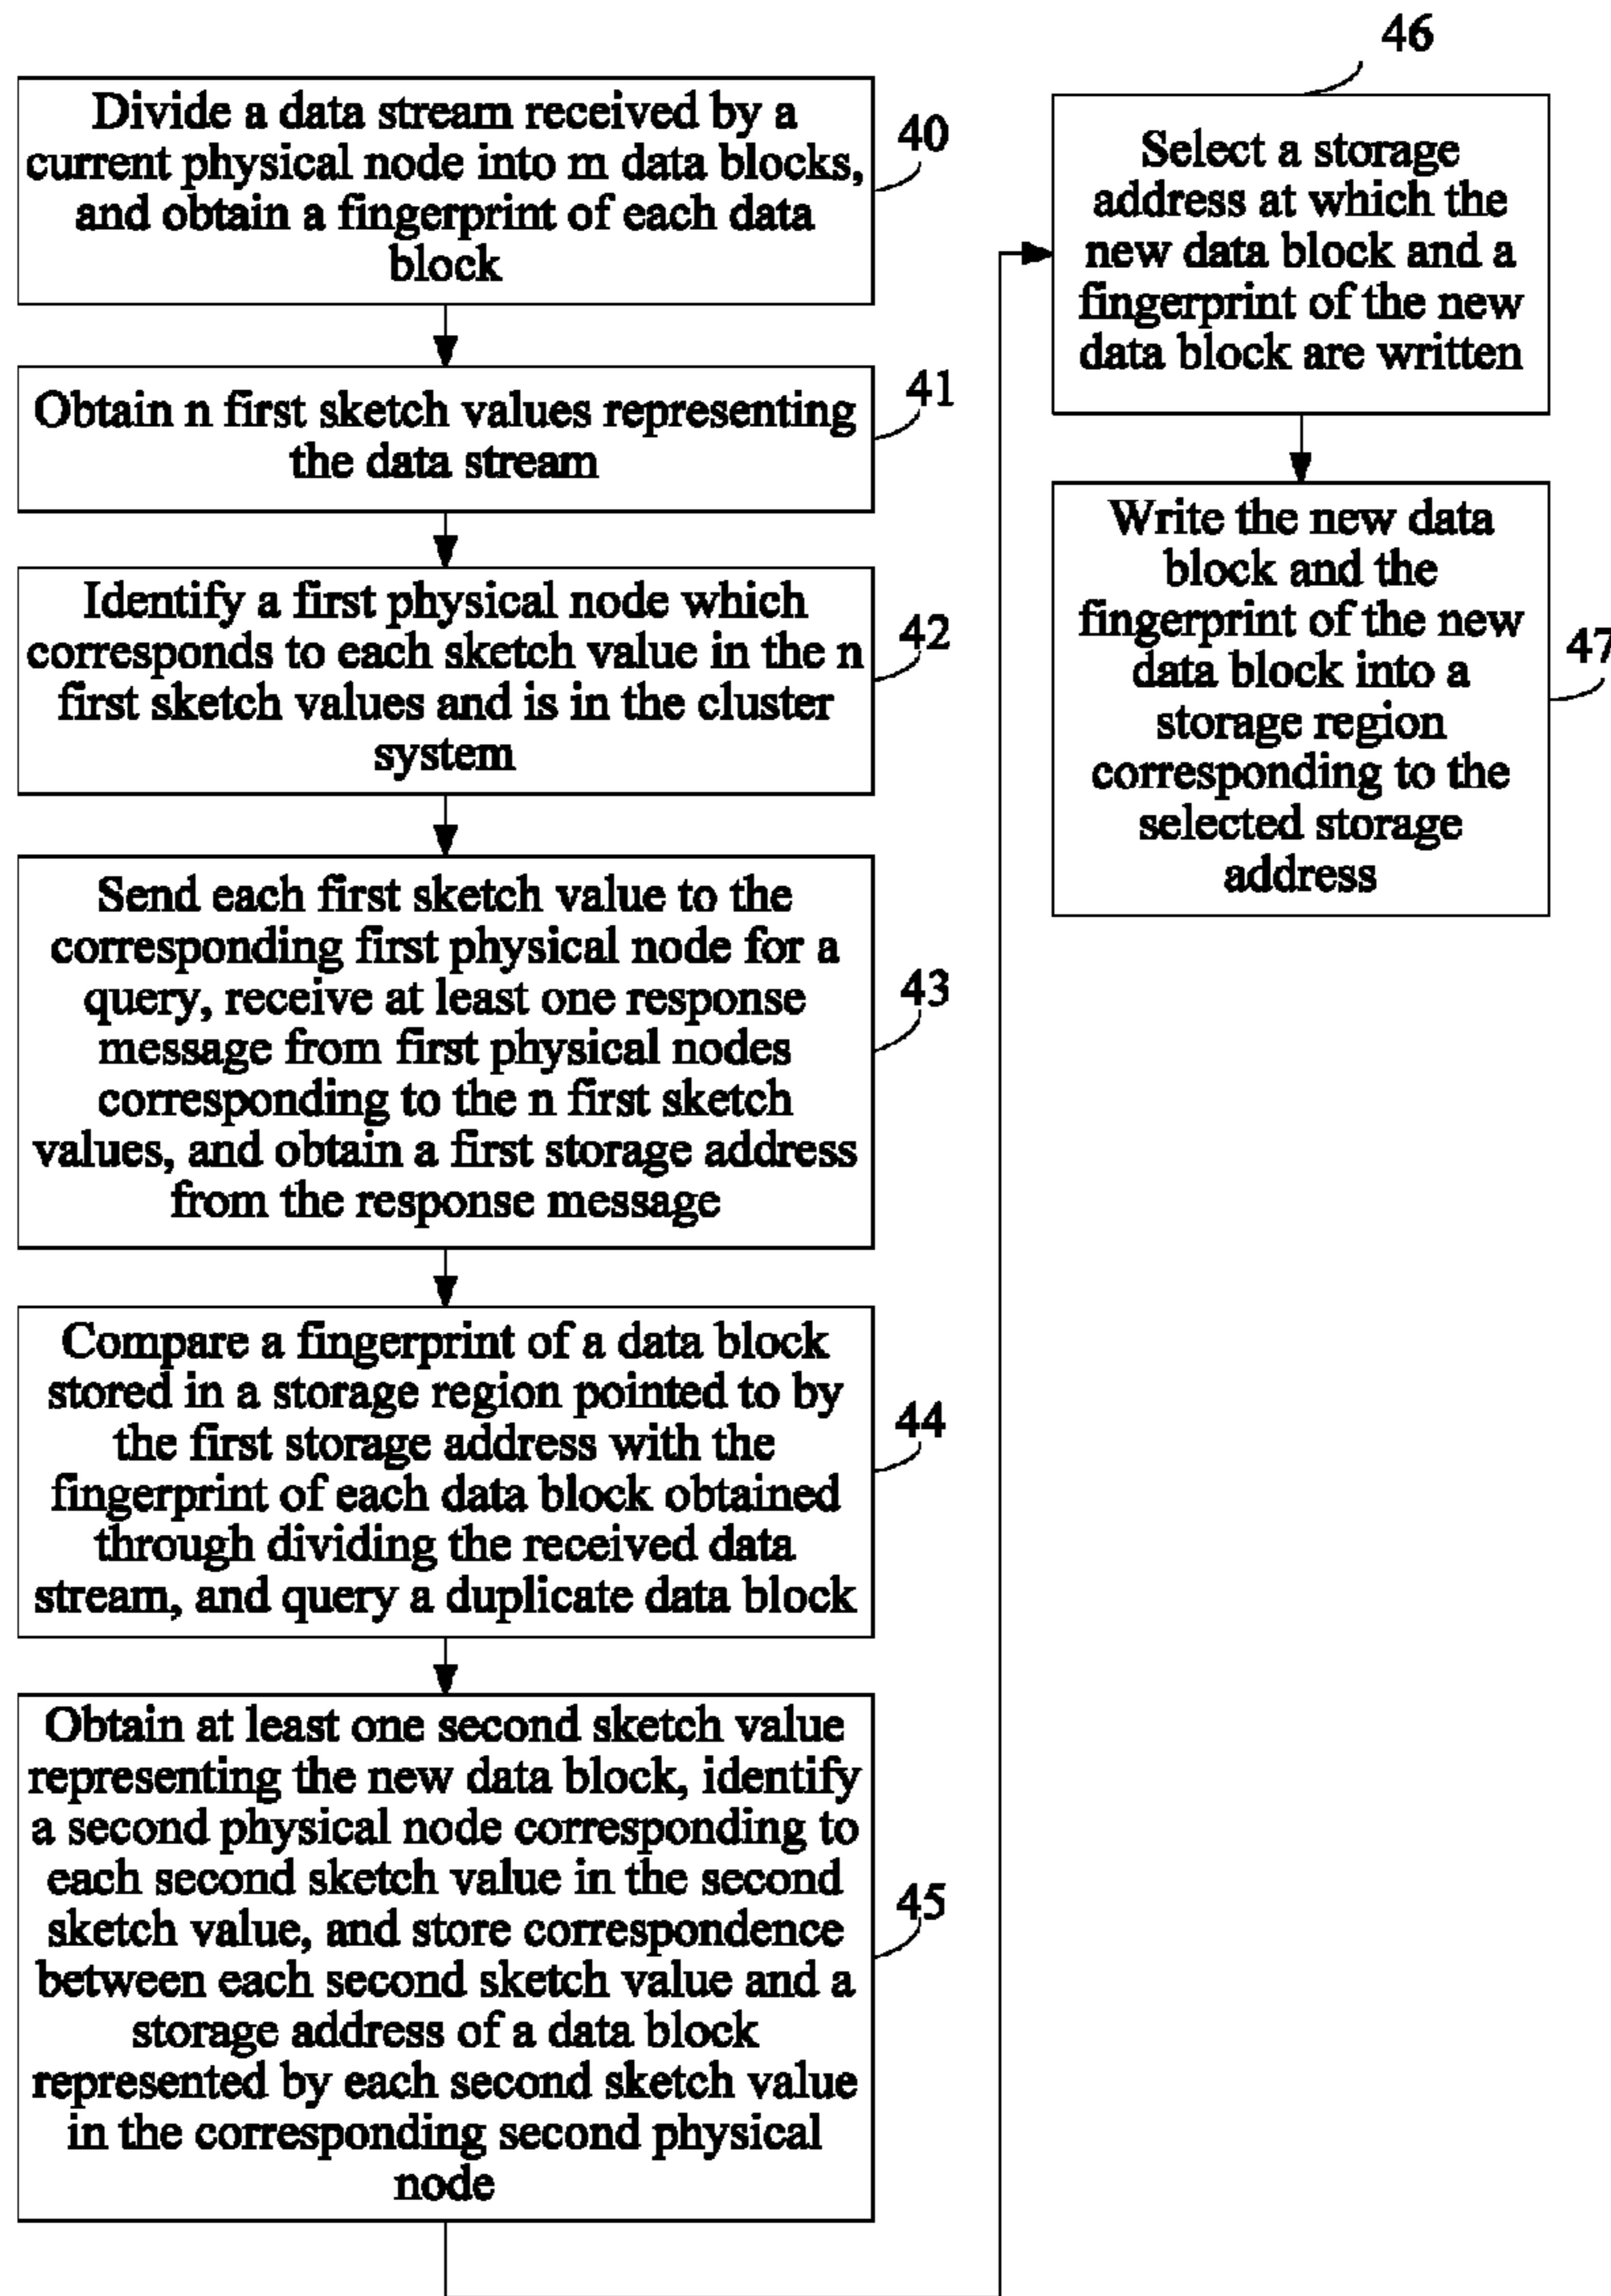 Divide a data stream received by a
current physical node into m data blocks,
and obtain a fingerprint of each data
block
40
Obtain n first sketch values representing
the data stream
41
Identify a first physical node which
corresponds to each sketch value in the n
first sketch values and is in the cluster
system
42
Send each first sketch value to the
corresponding first physical node for a
query, receive at least one response
message from first physical nodes
corresponding to the n first sketch
values, and obtain a first storage address
from the response message
43
Compare a fingerprint of a data block
stored in a storage region pointed to by
the first storage address with the
fingerprint of each data block obtained
through dividing the received data
stream, and query a duplicate data block
44
Obtain at least one second sketch value
representing the new data block, identify
a second physical node corresponding to
each second sketch value in the second
sketch value, and store correspondence
between each second sketch value and a
storage address of a data block
represented by each second sketch value
in the corresponding second physical
node
45
46
Select a storage
address at which the
new data block and a
fingerprint of the new
data block are written
Write the new data
block and the
fingerprint of the new
data block into a
storage region
corresponding to the
selected storage
address
47